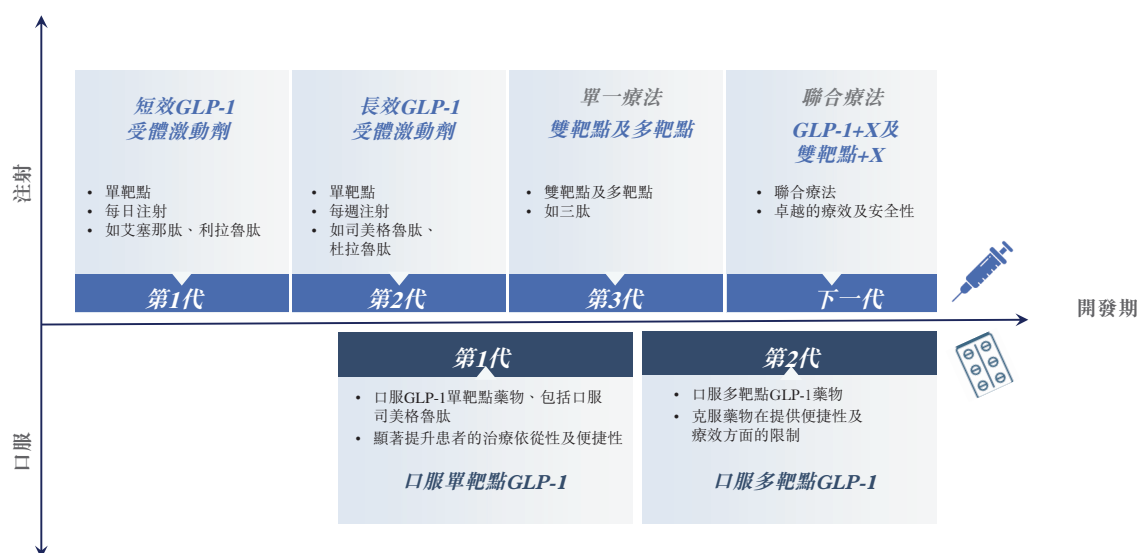 短效GLP-1
受體激動劑
• 單靶點
• 每日注射
• 如艾塞那肽、利拉魯肽
第1代
長效GLP-1
受體激動劑
• 單靶點
• 每週注射
• 如司美格魯肽、
杜拉魯肽
第2代
單一療法
雙靶點及多靶點
• 雙靶點及多靶點
• 如三肽
第3代
聯合療法
GLP-1+X及
雙靶點+X
• 聯合療法
• 卓越的療效及安全性
下一代
注射
開發期
口服
第1代
• 口服GLP-1單靶點藥物、包括口服
司美格魯肽
• 顯著提升患者的治療依從性及便捷性
口服單靶點GLP-1
第2代
• 口服多靶點GLP-1藥物
• 克服藥物在提供便捷性及
療效方面的限制
口服多靶點GLP-1